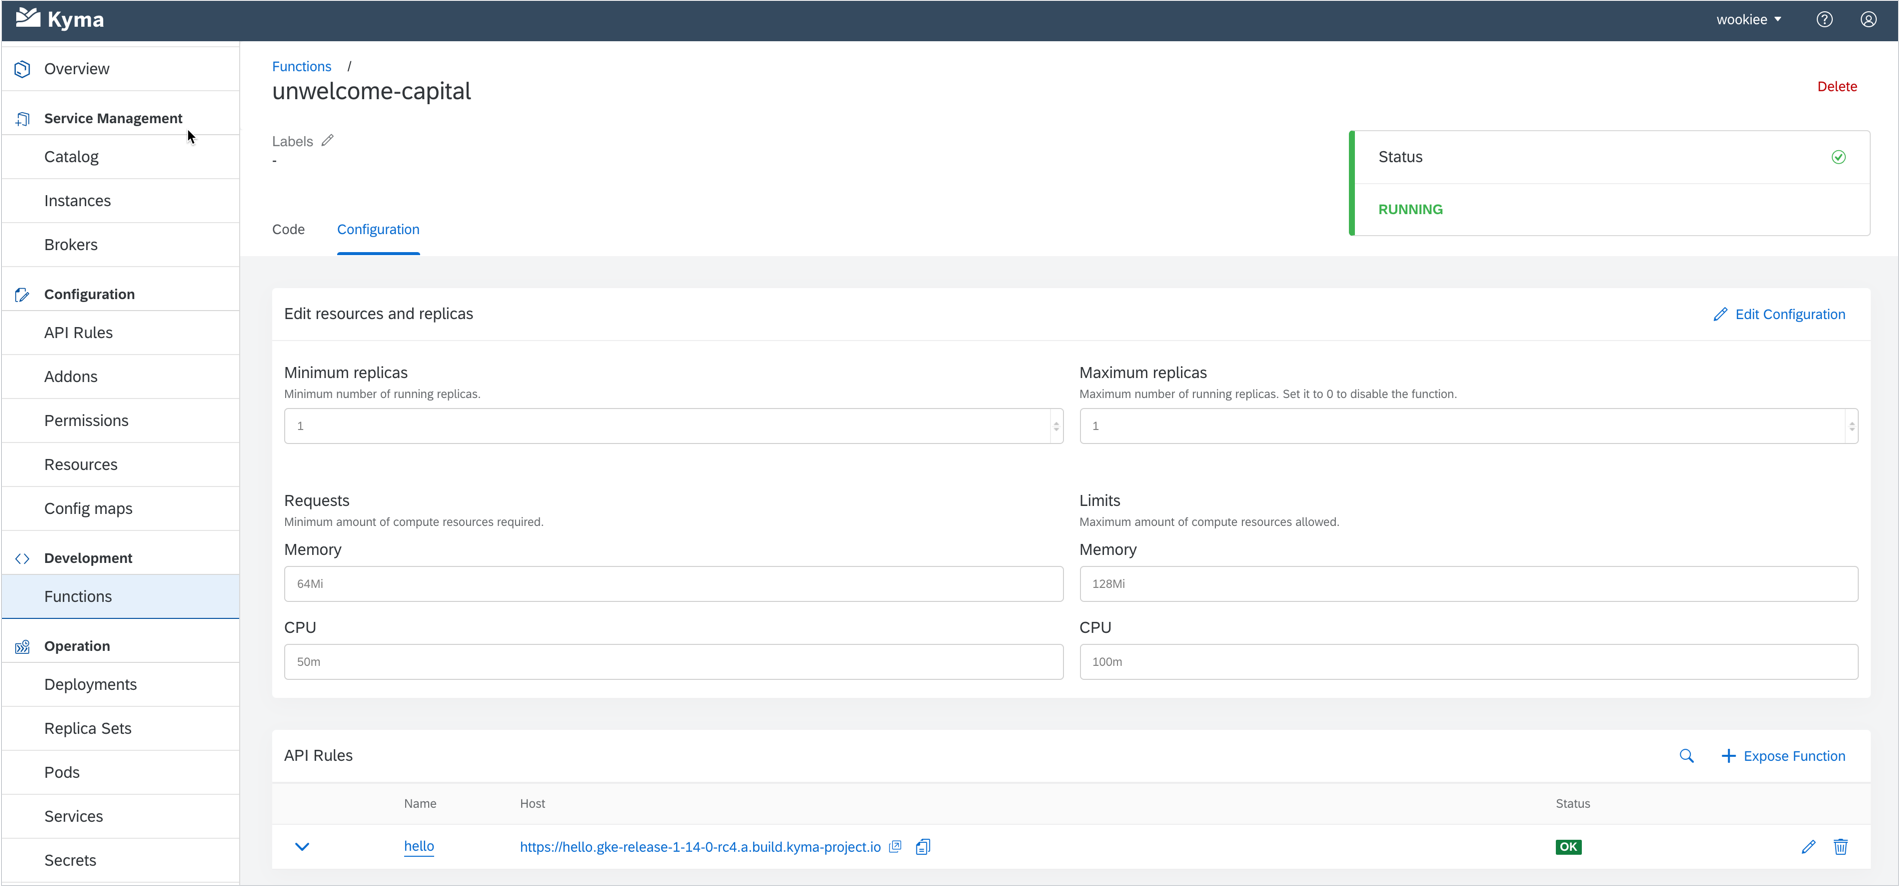 Kyma
wookiee
Overview
Service Management
Catalog
Instances
Brokers
Configuration
API Rules
Addons
Permissions
Resources
Config maps
Development
Functions
Operation
Deployments
Replica Sets
Pods
Services
Secrets
Functions /
unwelcome-capital
Delete
Labels
-
Status
RUNNING
Code Configuration
Edit resources and replicas
Edit Configuration
Minimum replicas
Minimum number of running replicas.
1
Maximum replicas
Maximum number of running replicas. Set it to 0 to disable the function.
1
Requests
Minimum amount of compute resources required.
Memory
64Mi
CPU
50m
Limits
Maximum amount of compute resources allowed.
Memory
128Mi
CPU
100m
API Rules
Expose Function
Name Host Status
hello https://hello.gke-release-1-14-0-rc4.a.build.kyma-project.io OK